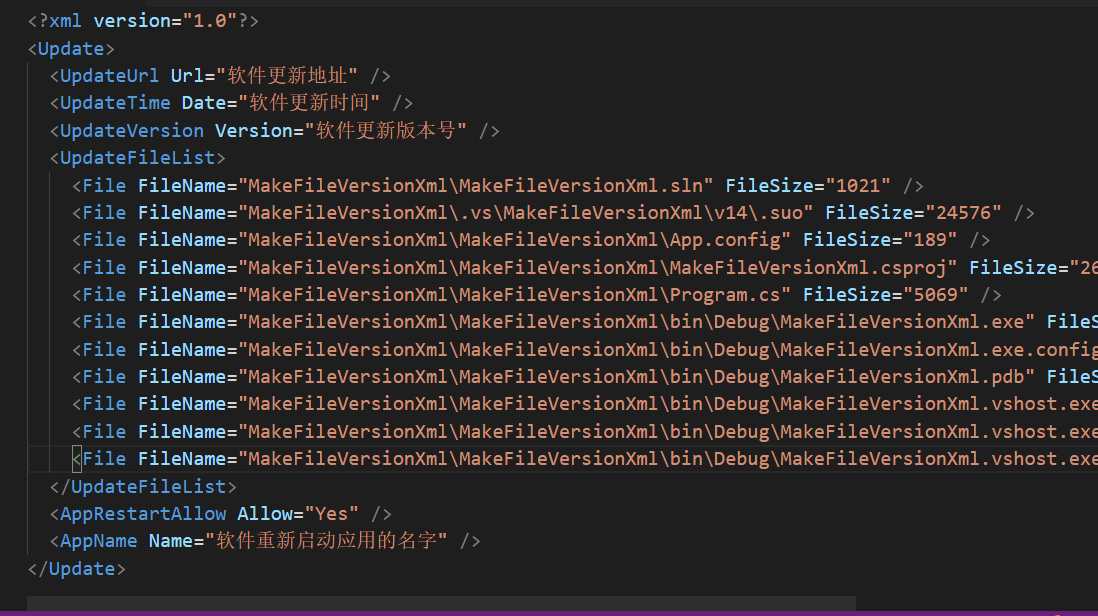 <?xml version="1.0"?>
<Update>
<UpdateUrl Url="软件更新地址" />
<UpdateTime Date="软件更新时间" />
<UpdateVersion Version="软件更新版本号" />
<UpdateFileList>
<File FileName="MakeFileVersionXml\MakeFileVersionXml.sln" FileSize="1021" />
<File FileName="MakeFileVersionXml\.vs\MakeFileVersionXml\v14\.suo" FileSize="24576" />
<File FileName="MakeFileVersionXml\MakeFileVersionXml\App.config" FileSize="189" />
<File FileName="MakeFileVersionXml\MakeFileVersionXml\MakeFileVersionXml.csproj" FileSize="26
<File FileName="MakeFileVersionXml\MakeFileVersionXml\Program.cs" FileSize="5069" />
<File FileName="MakeFileVersionXml\MakeFileVersionXml\bin\Debug\MakeFileVersionXml.exe" FileS
<File FileName="MakeFileVersionXml\MakeFileVersionXml\bin\Debug\MakeFileVersionXml.exe.config
<File FileName="MakeFileVersionXml\MakeFileVersionXml\bin\Debug\MakeFileVersionXml.pdb" FileS
<File FileName="MakeFileVersionXml\MakeFileVersionXml\bin\Debug\MakeFileVersionXml.vshost.exe
<File FileName="MakeFileVersionXml\MakeFileVersionXml\bin\Debug\MakeFileVersionXml.vshost.exe
<File FileName="MakeFileVersionXml\MakeFileVersionXml\bin\Debug\MakeFileVersionXml.vshost.exe
</UpdateFileList>
<AppRestartAllow Allow="Yes" />
<AppName Name="软件重新启动应用的名字" />
</Update>